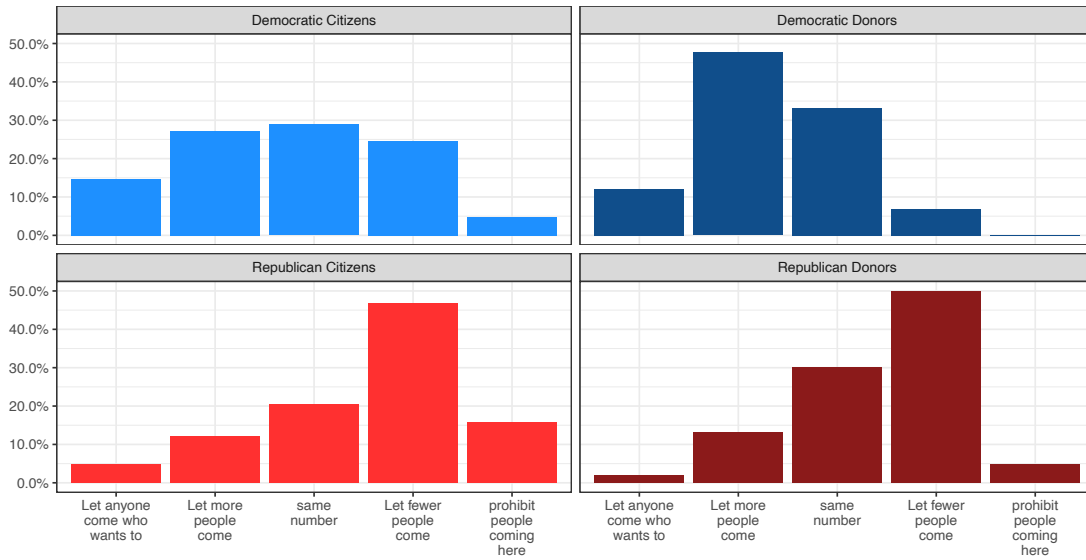 Democratic Citizens
Democratic Donors
50.0%
40.0%
30.0%
20.0%
10.0%
0.0%
Republican Citizens
Republican Donors
50.0%
40.0%
30.0%
20.0%
10.0%
0.0%
Let anyone
come who
wants to
Let more
people
come
same
number
Let fewer
people
come
prohibit
people
coming
here
Let anyone
come who
wants to
Let more
people
come
same
number
Let fewer
people
come
prohibit
people
coming
here